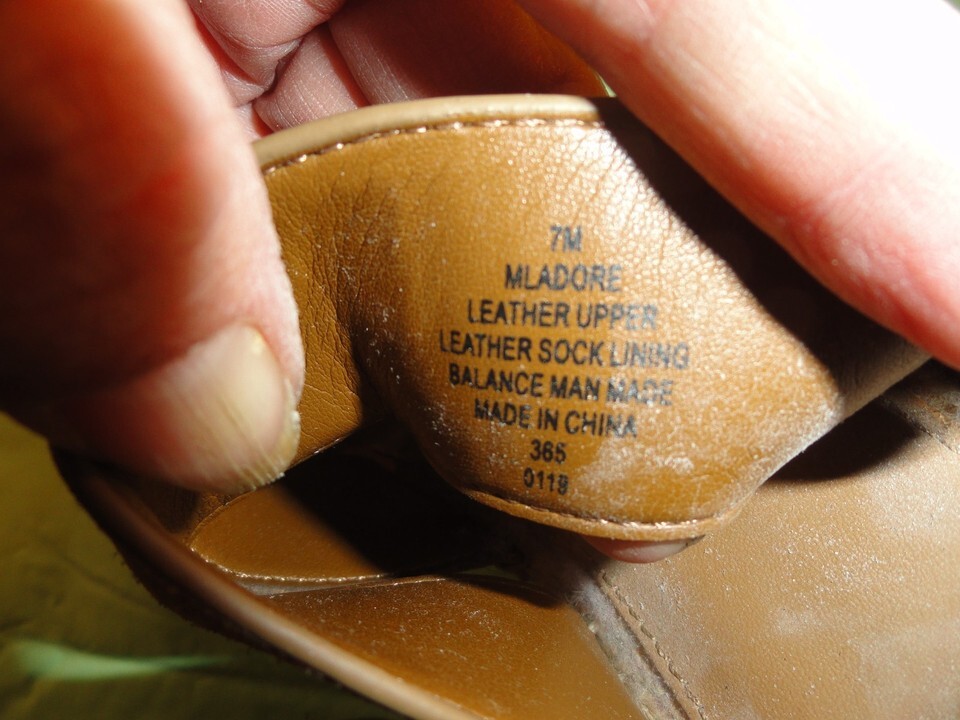 7M
MLADORE
LEATHER UPPER
LEATHER SOCK LINING
BALANCE MAN MADE
MADE IN CHINA
365
0119